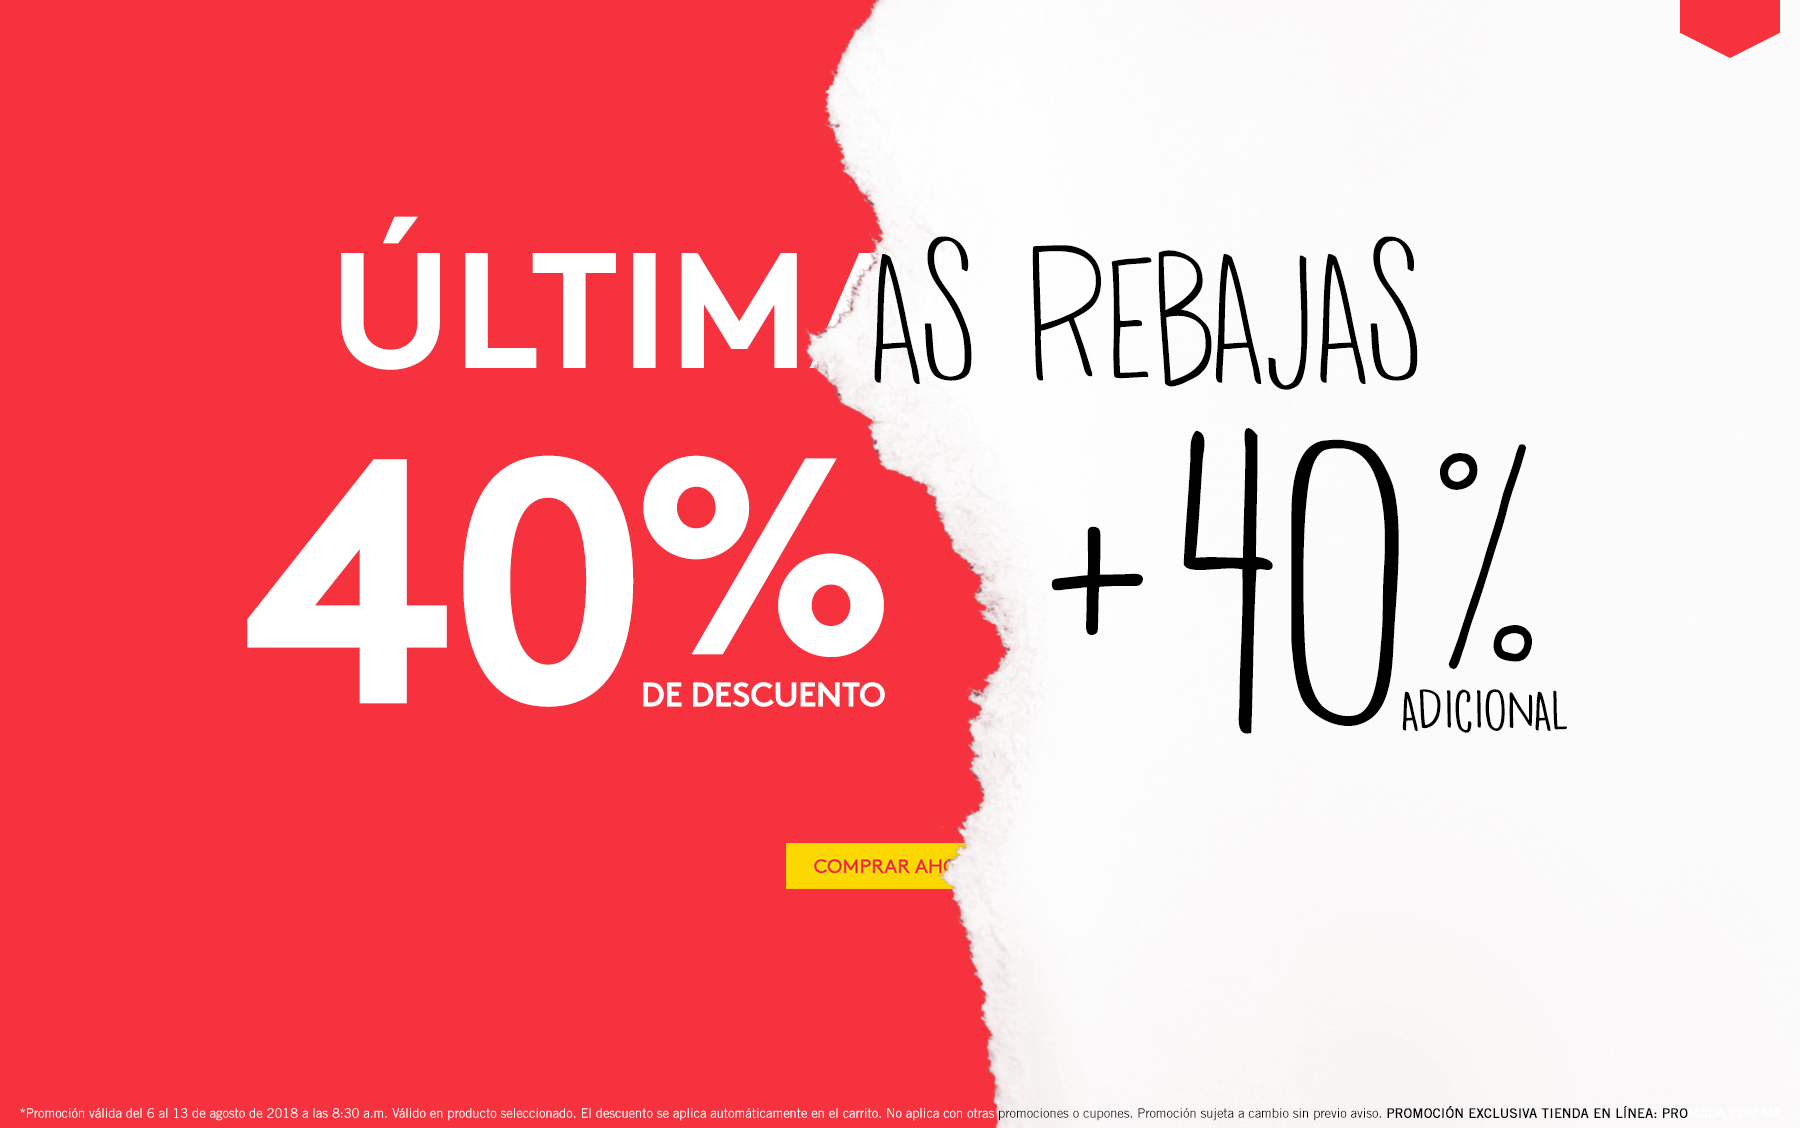 ÚLTIMAS REBAJAS
40% + 40%
DE DESCUENTO ADICIONAL
COMPRAR AHO
*Promoción válida del 6 al 13 de agosto de 2018 a las 8:30 a.m. Válido en producto seleccionado. El descuento se aplica automáticamente en el carrito. No aplica con otras promociones o cupones. Promoción sujeta a cambio sin previo aviso. PROMOCIÓN EXCLUSIVA TIENDA EN LÍNEA: PRO